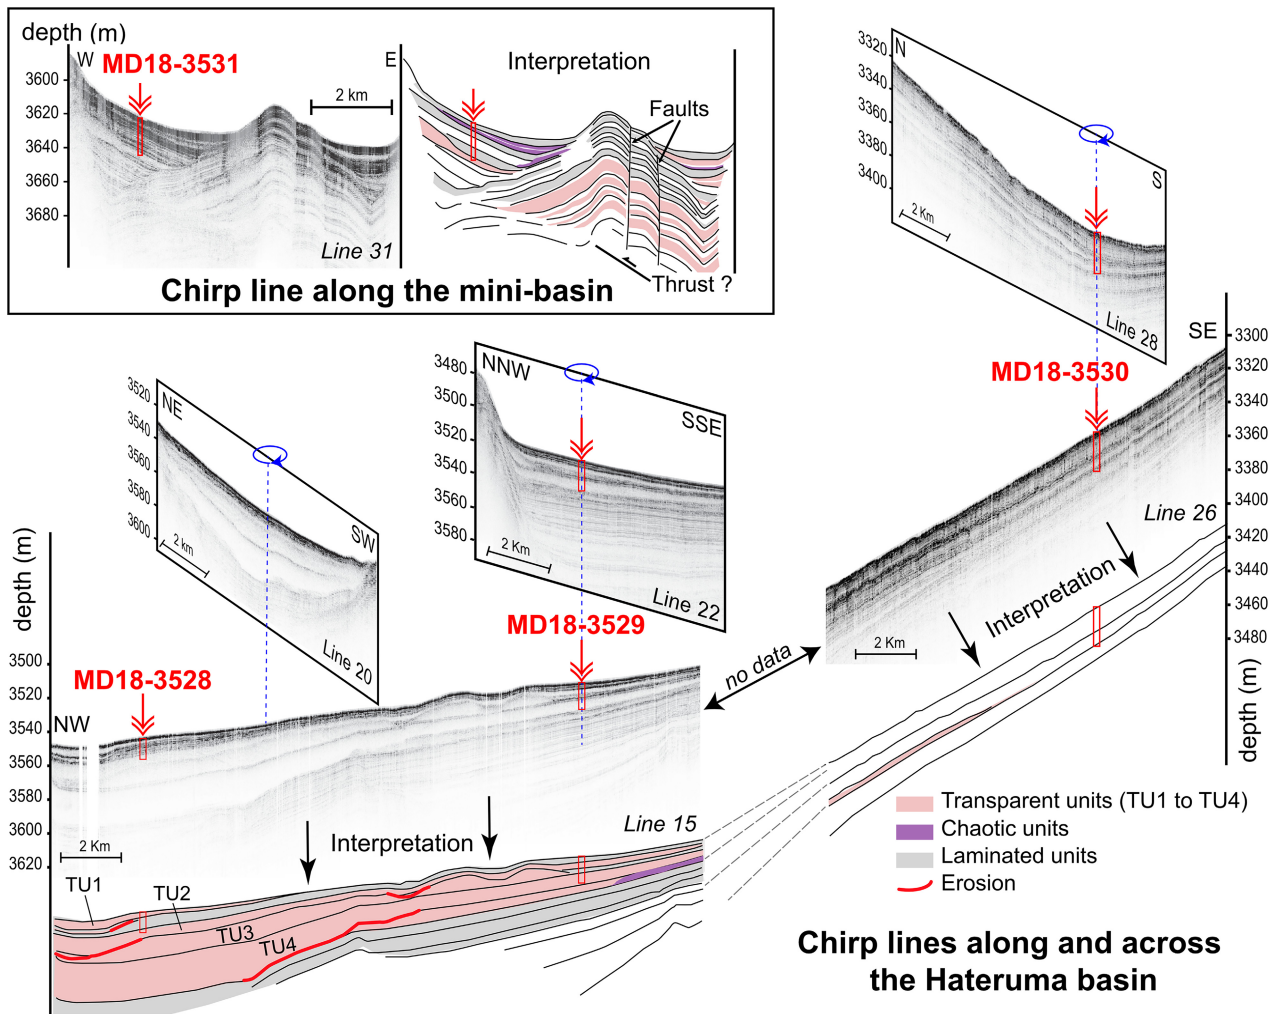 depth (m)
W
MD18-3531
E
3600
3620
3640
3660
3680
2 km
Line 31
Interpretation
Faults
Thrust ?
Chirp line along the mini-basin
3320
3340
3360
3380
3400
N
S
2 Km
Line 28
MD18-3530
SE
3300
3320
3340
3360
3380
3400
3420
3440
3460
3480
depth (m)
Line 26
Interpretation
2 Km
3480
3500
3520
3540
3560
3580
NNW
SSE
2 Km
Line 22
MD18-3529
3520
3540
3560
3580
3600
NE
SW
2 km
Line 20
depth (m)
3500
3520
3540
3560
3580
3600
3620
MD18-3528
NW
2 Km
Line 15
Interpretation
no data
TU1
TU2
TU3
TU4
Transparent units (TU1 to TU4)
Chaotic units
Laminated units
Erosion
Chirp lines along and across
the Hateruma basin